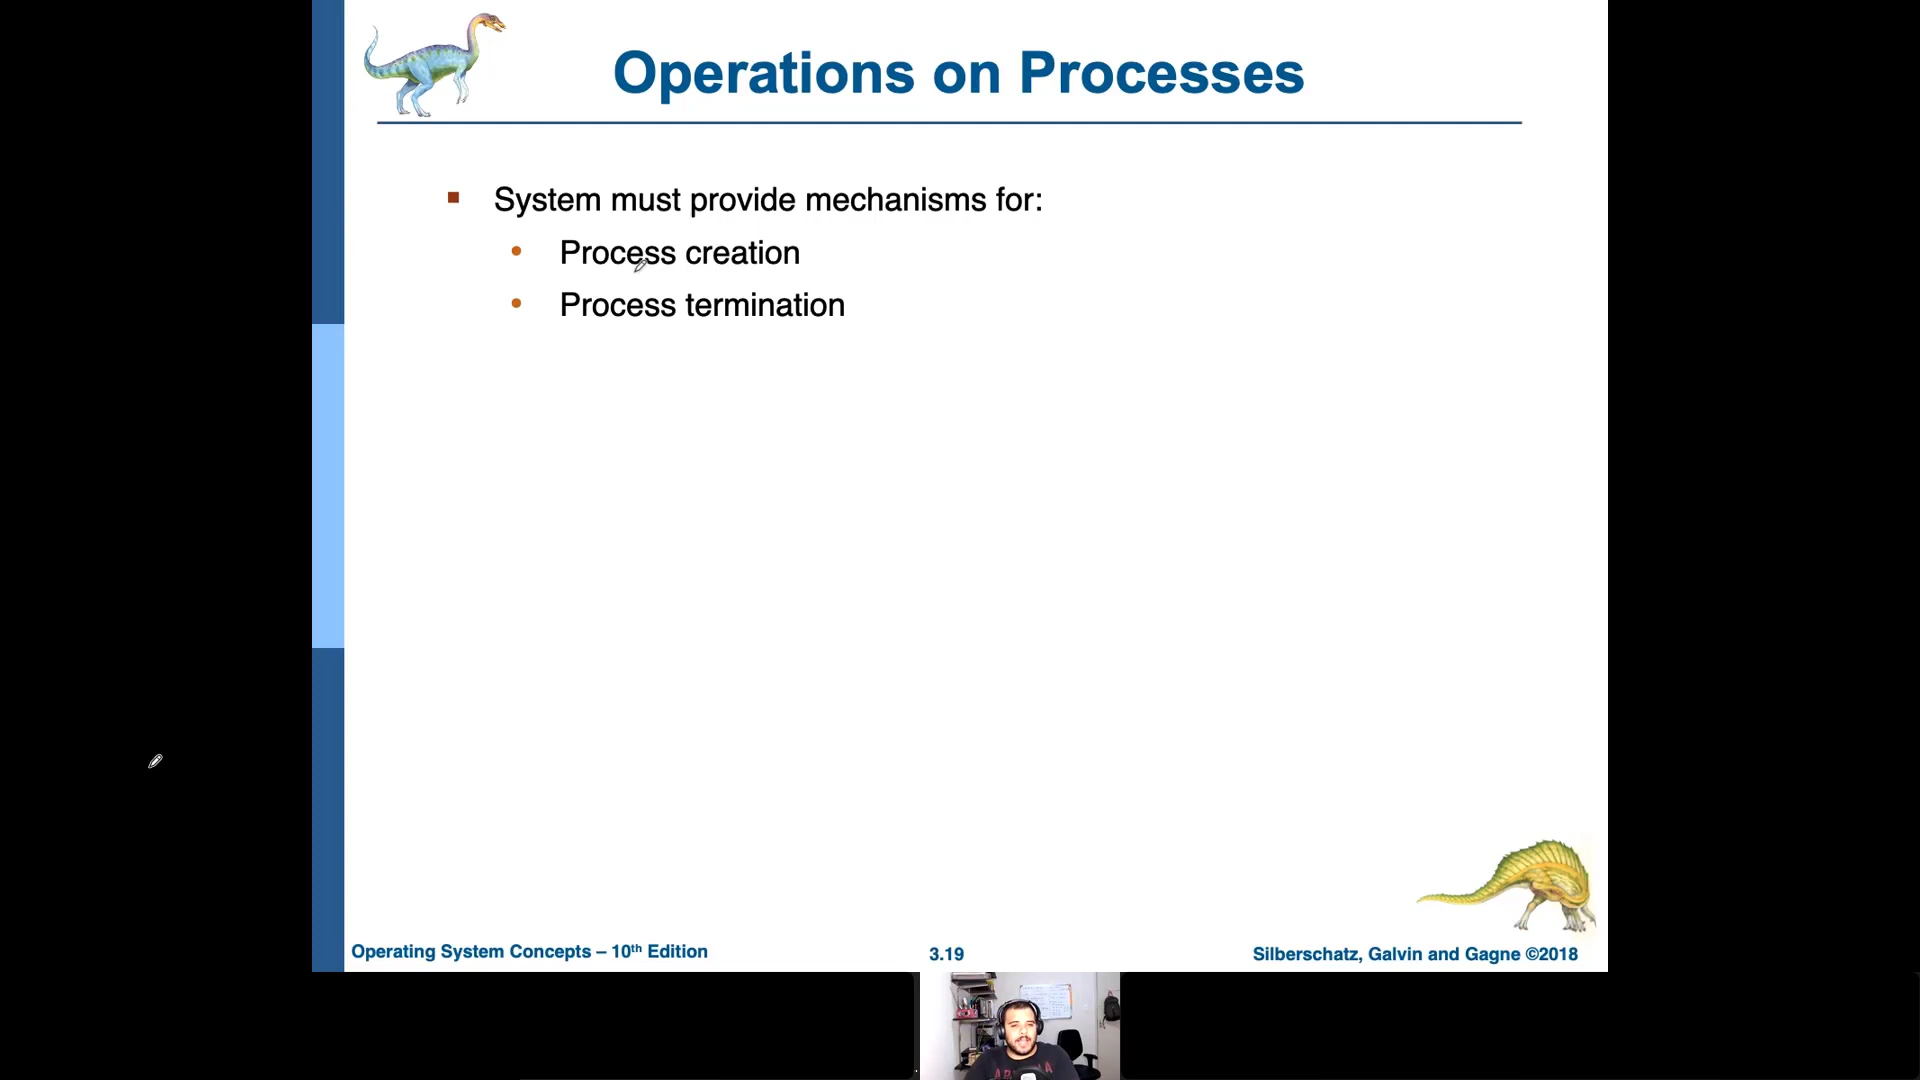 Operations on Processes
System must provide mechanisms for:
Process creation
Process termination
Operating System Concepts – 10th Edition
3.19
Silberschatz, Galvin and Gagne ©2018